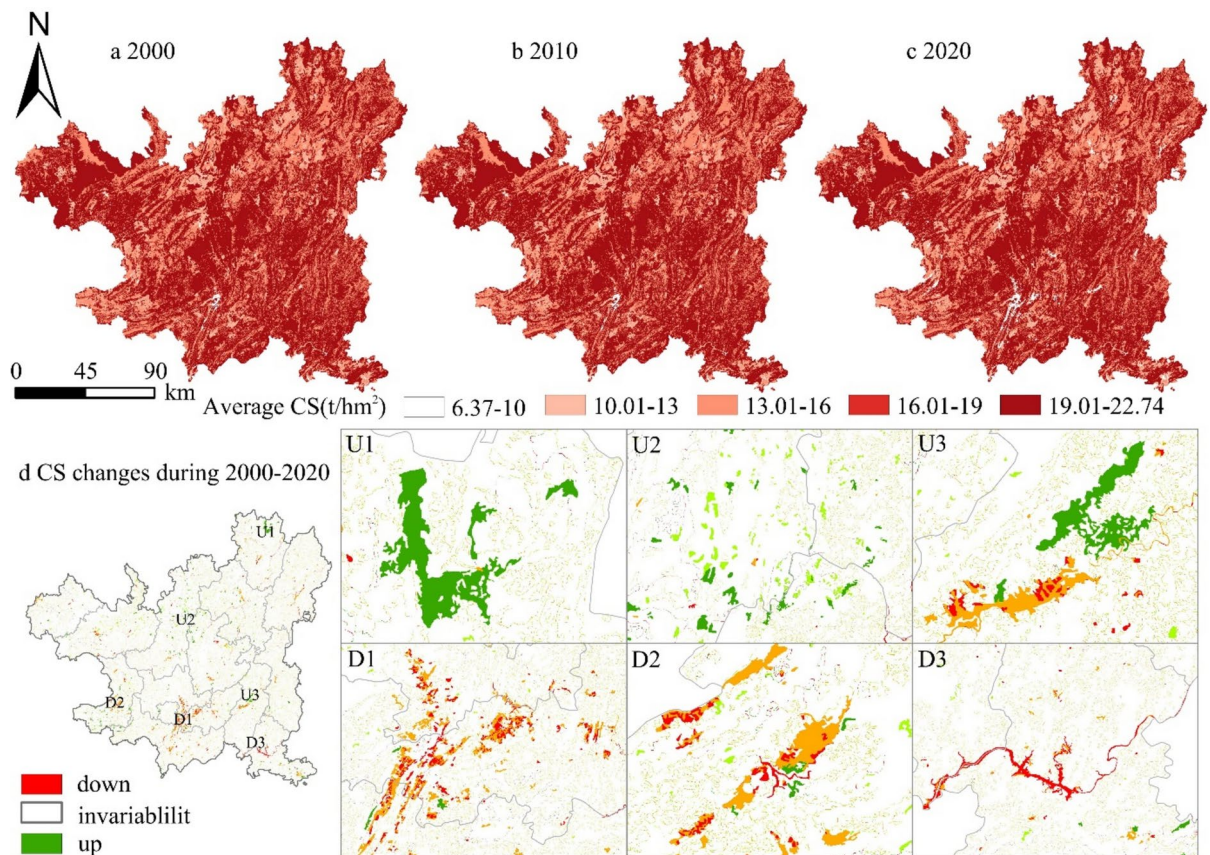 N
a 2000
b 2010
c 2020
0 45 90
km
Average CS(t/hm²) 6.37-10 10.01-13 13.01-16 16.01-19 19.01-22.74
d CS changes during 2000-2020
U1
U2
D2
U3
D1
D3
down
invariablilit
up
U1
U2
U3
D1
D2
D3